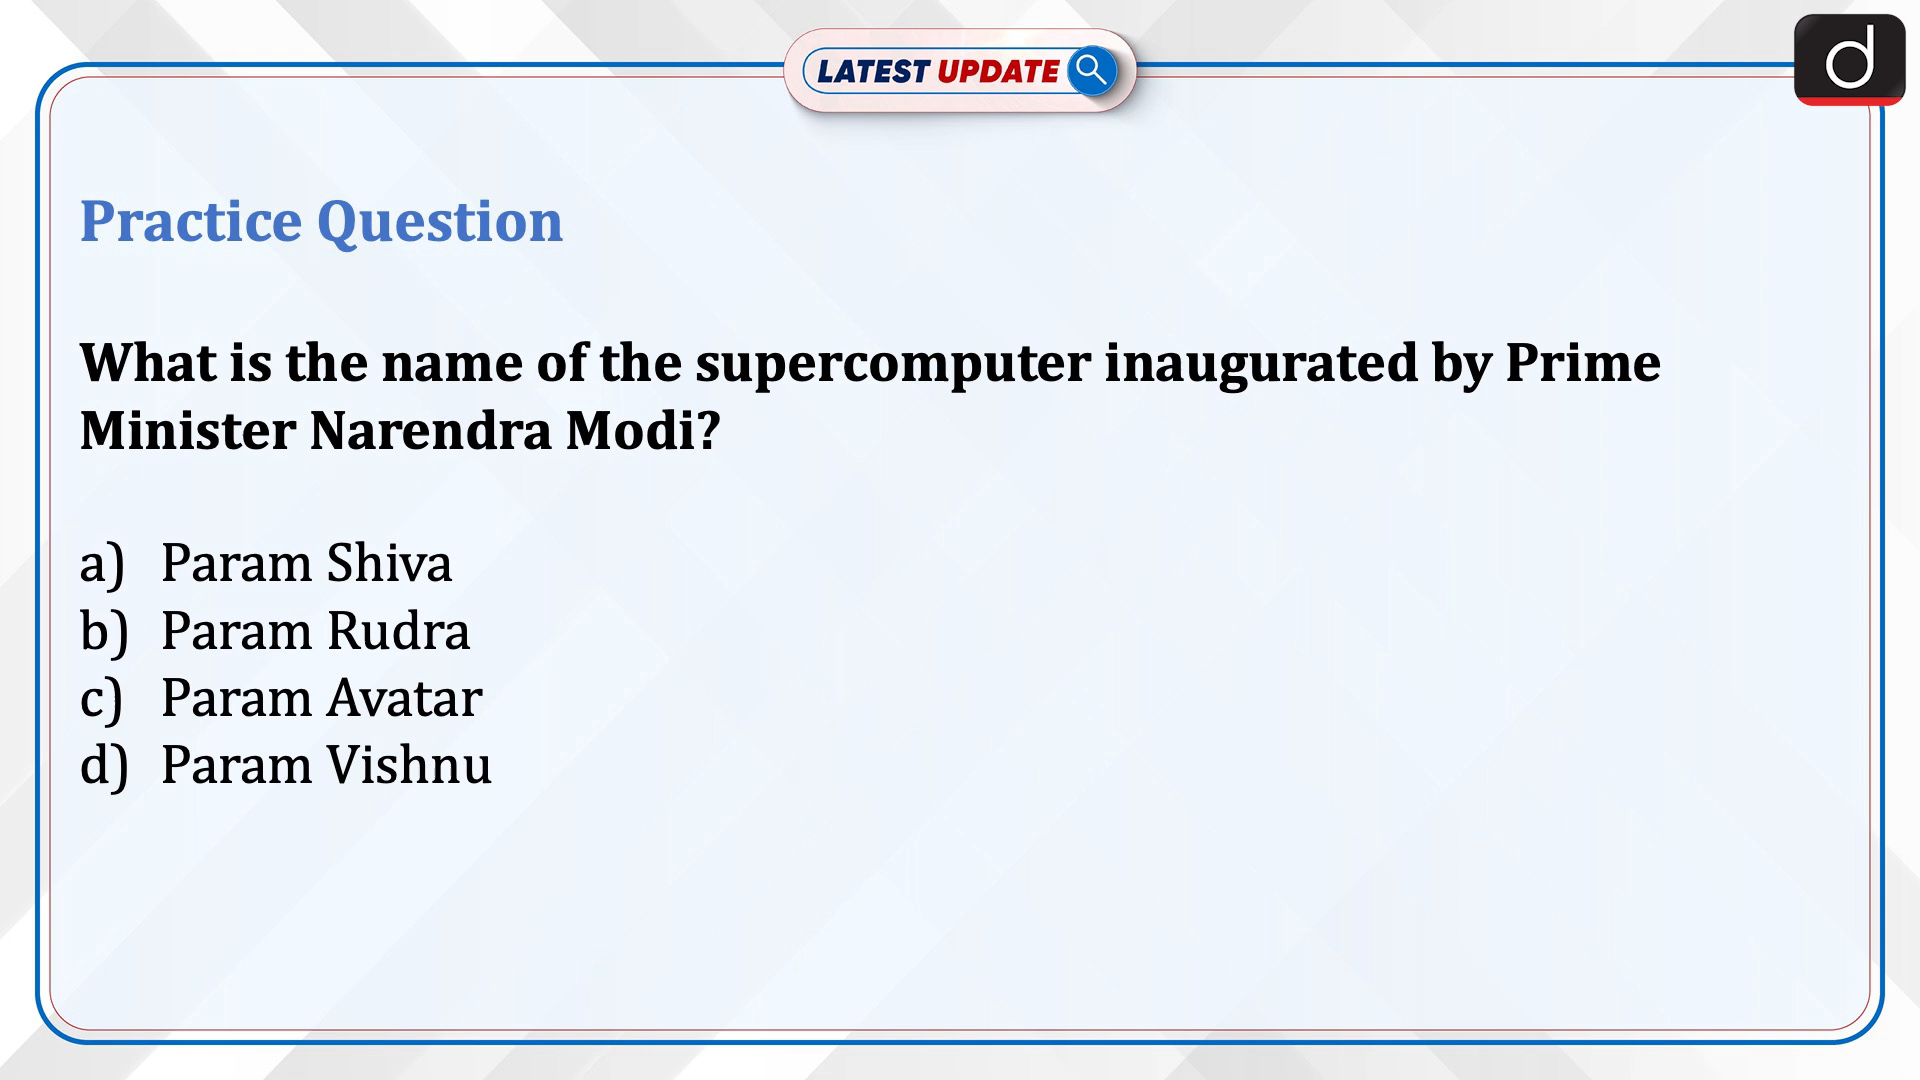 LATEST UPDATE
d
Practice Question
What is the name of the supercomputer inaugurated by Prime
Minister Narendra Modi?
a) Param Shiva
b) Param Rudra
c) Param Avatar
d) Param Vishnu